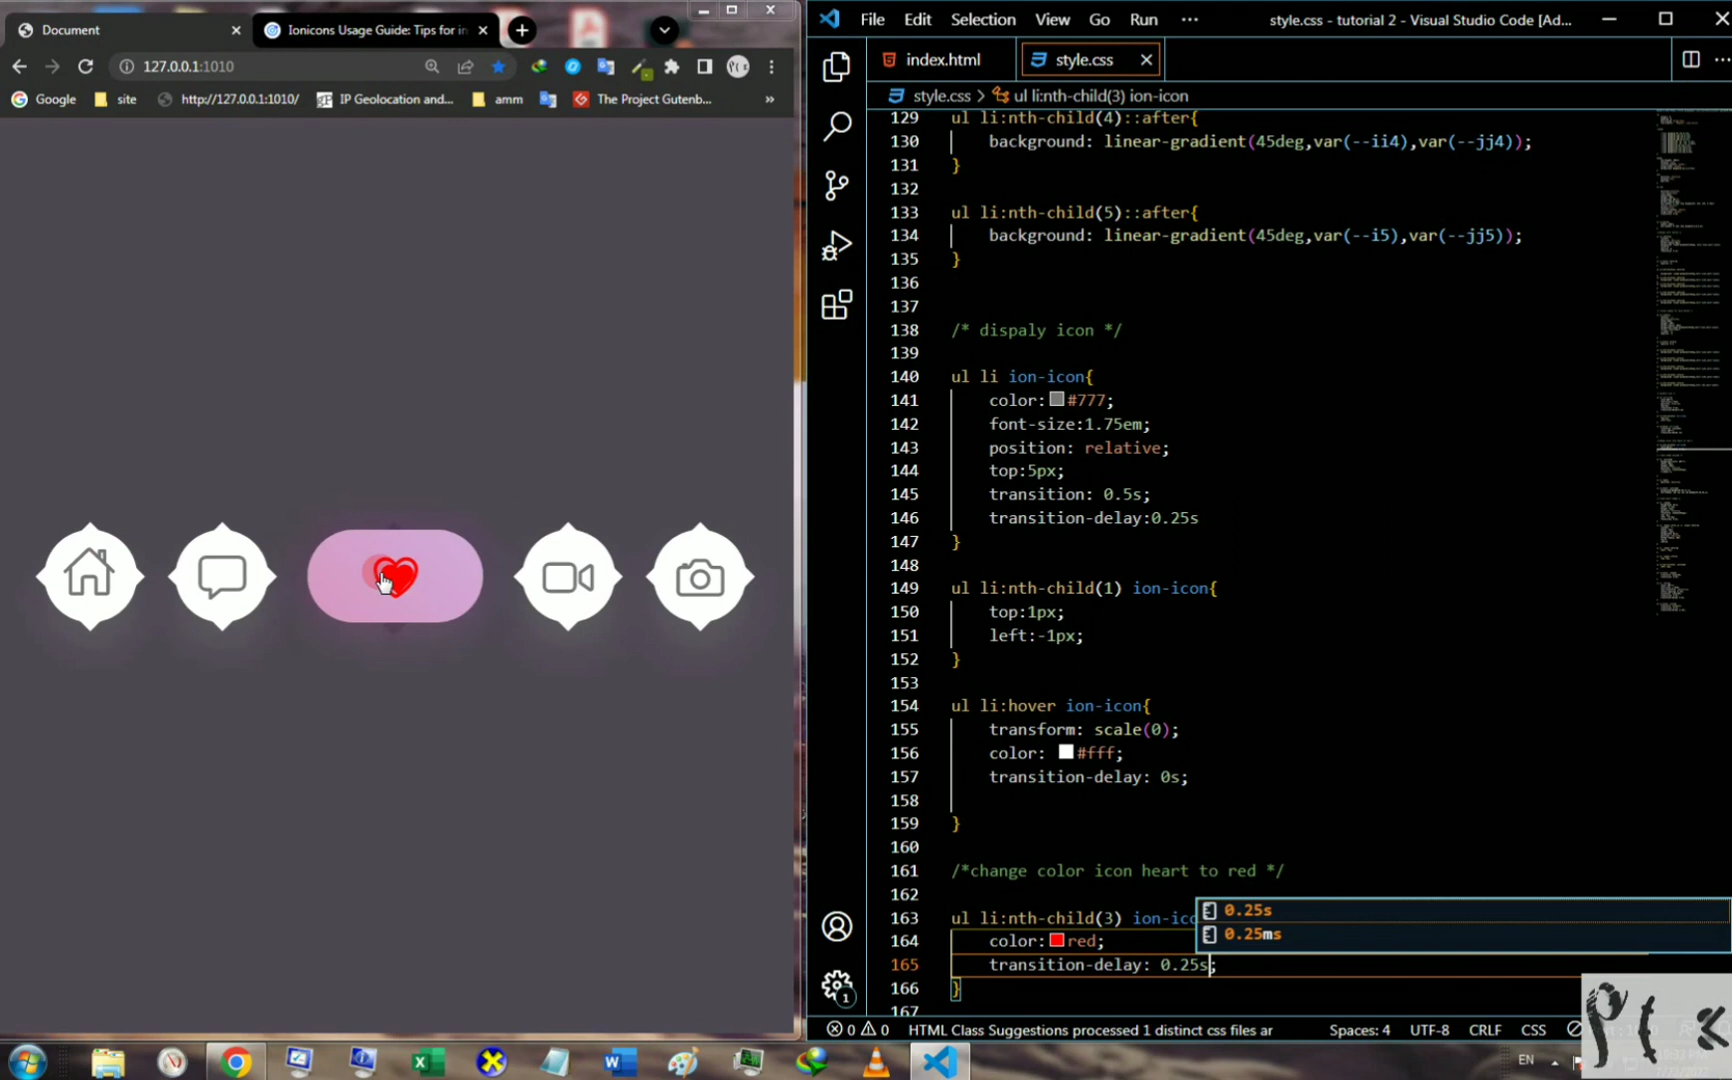 Document
Ionicons Usage Guide: Tips for in
127.0.0.1:1010
Google
site
http://127.0.0.1:1010/
IP Geolocation and...
amm
The Project Gutenb...
»
File Edit Selection View Go Run ···
style.css - tutorial 2 - Visual Studio Code [Ad...
index.html
style.css
style.css > ul li:nth-child(3) ion-icon
129 ul li:nth-child(4)::after{
130 background: linear-gradient(45deg,var(--ii4),var(--jj4));
131 }
132
133 ul li:nth-child(5)::after{
134 background: linear-gradient(45deg,var(--i5),var(--jj5));
135 }
136
137
138 /* dispaly icon */
139
140 ul li ion-icon{
141 color:#777;
142 font-size:1.75em;
143 position: relative;
144 top:5px;
145 transition: 0.5s;
146 transition-delay:0.25s
147 }
148
149 ul li:nth-child(1) ion-icon{
150 top:1px;
151 left:-1px;
152 }
153
154 ul li:hover ion-icon{
155 transform: scale(0);
156 color: #fff;
157 transition-delay: 0s;
158
159 }
160
161 /*change color icon heart to red */
162
163 ul li:nth-child(3) ion-ico
0.25s
0.25ms
164 color:red;
165 transition-delay: 0.25s;
166 }
167
1
0 0 HTML Class Suggestions processed 1 distinct css files ar Spaces: 4 UTF-8 CRLF CSS
EN